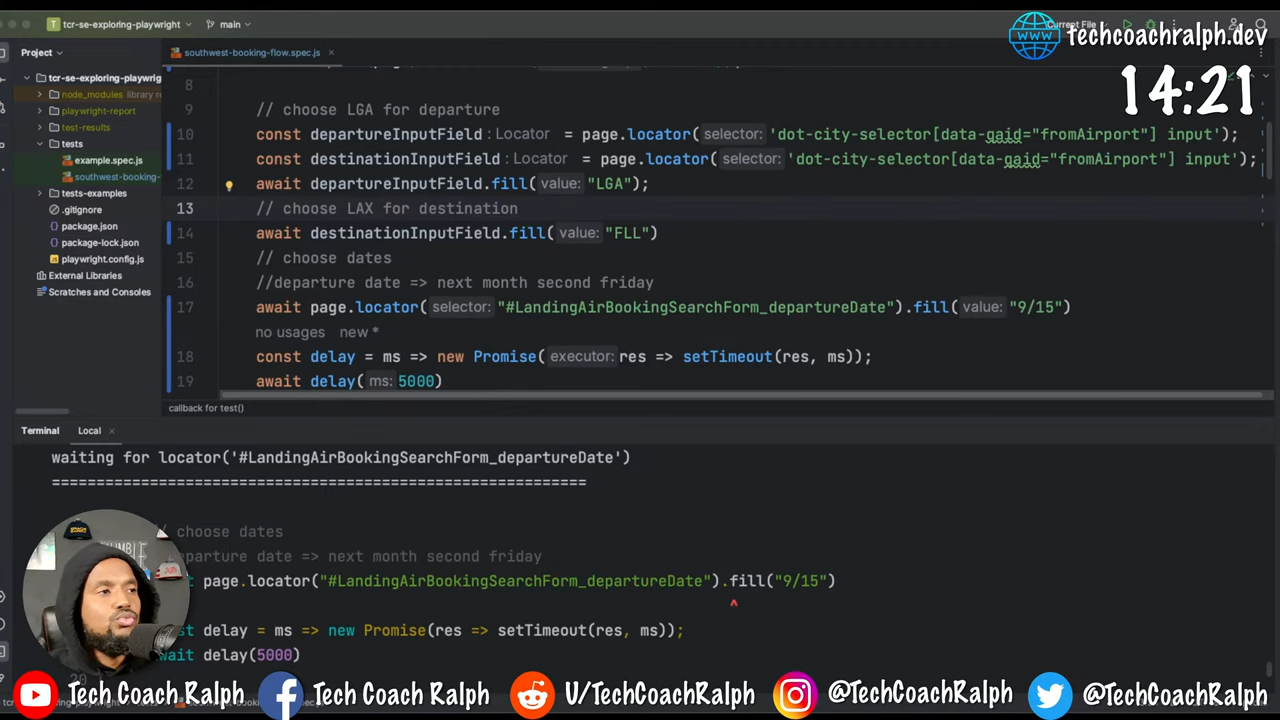 tcr-se-exploring-playwright
main
Current File
www
techcoachralph.dev
14:21
Project
southwest-booking-flow.spec.js
tcr-se-exploring-playwright
node_modules library
playwright-report
test-results
tests
example.spec.js
southwest-booking-
tests-examples
.gitignore
package.json
package-lock.json
playwright.config.js
External Libraries
Scratches and Consoles
8
9 // choose LGA for departure
10 const departureInputField : Locator = page.locator( selector: 'dot-city-selector[data-gaid="fromAirport"] input');
11 const destinationInputField : Locator = page.locator( selector: 'dot-city-selector[data-gaid="fromAirport"] input');
12 await departureInputField.fill( value: "LGA");
13 // choose LAX for destination
14 await destinationInputField.fill( value: "FLL")
15 // choose dates
16 //departure date => next month second friday
17 await page.locator( selector: "#LandingAirBookingSearchForm_departureDate").fill( value: "9/15")
no usages new *
18 const delay = ms => new Promise( executor: res => setTimeout(res, ms));
19 await delay( ms: 5000)
callback for test()
Terminal Local
waiting for locator('#LandingAirBookingSearchForm_departureDate')
============================================================
choose dates
departure date => next month second friday
page.locator("#LandingAirBookingSearchForm_departureDate").fill("9/15")
^
delay = ms => new Promise(res => setTimeout(res, ms));
delay(5000)
Tech Coach Ralph
Tech Coach Ralph
U/TechCoachRalph
@TechCoachRalph
@TechCoachRalph